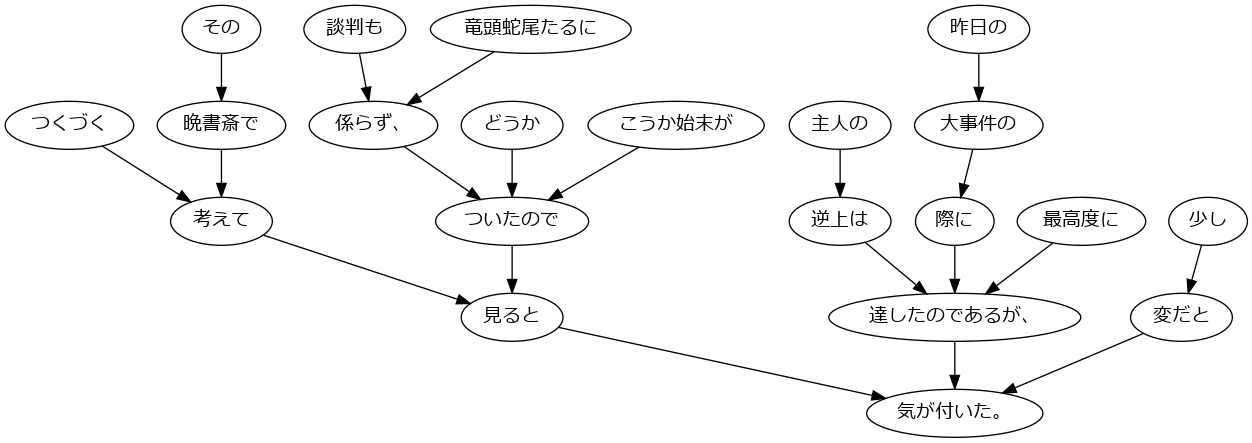 その
談判も
竜頭蛇尾たるに
昨日の
つくづく
晩書斎で
係らず、
どうか
こうか始末が
主人の
大事件の
考えて
ついたので
逆上は
際に
最高度に
少し
見ると
達したのであるが、
変だと
気が付いた。